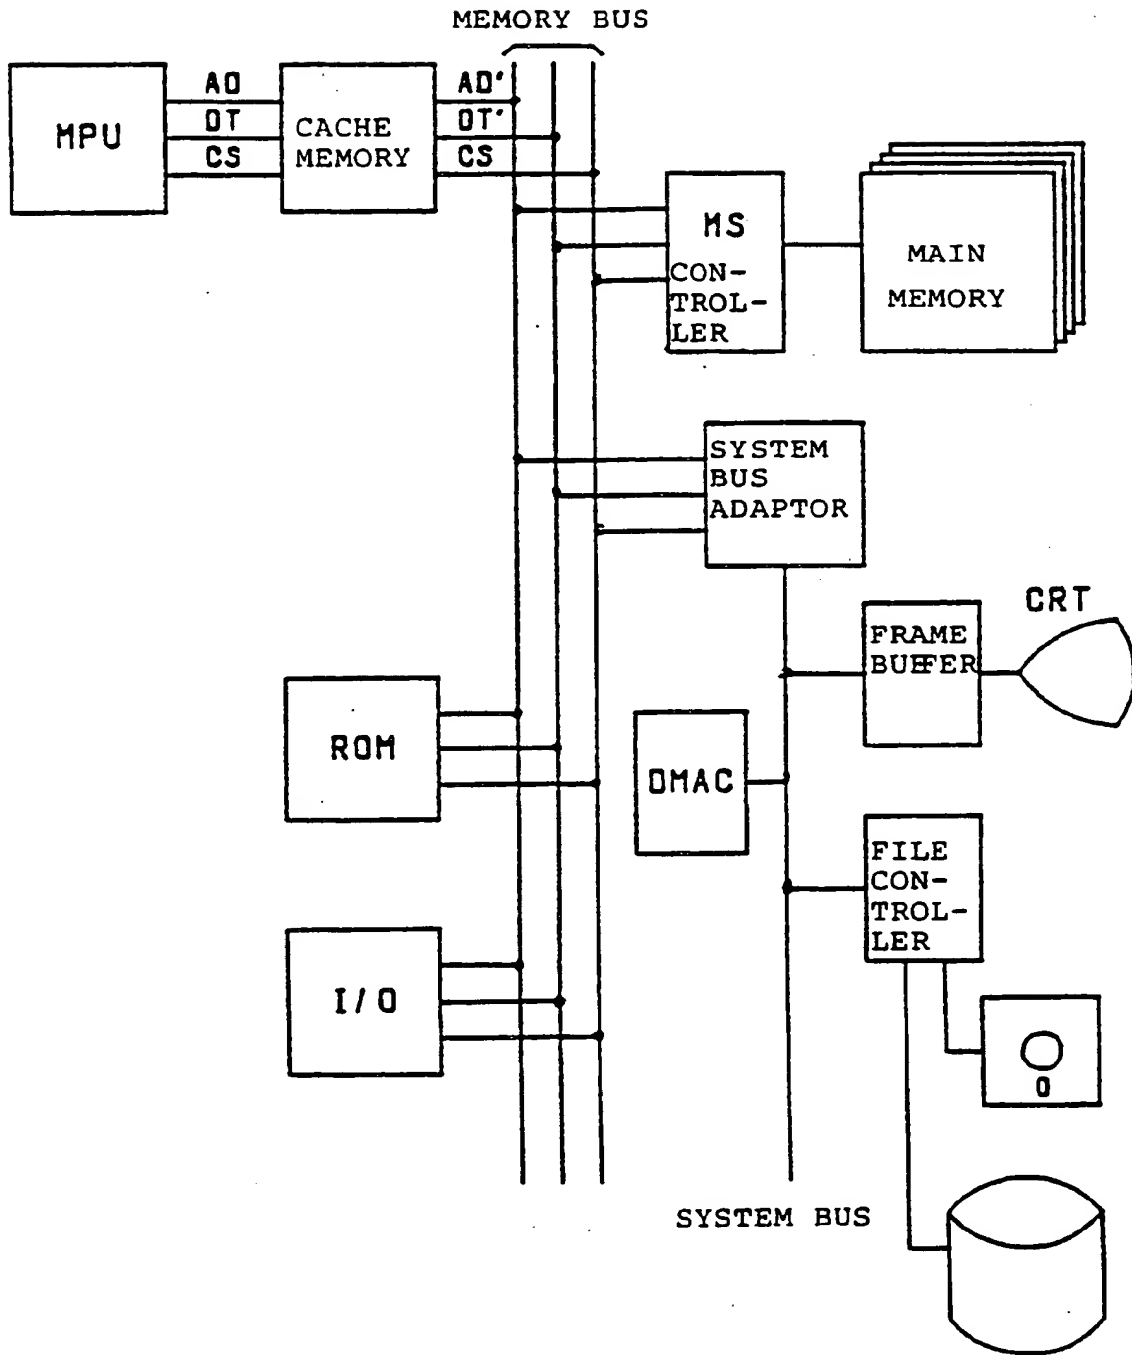 MEMORY BUS
MPU
AD
DT
CS
CACHE
MEMORY
AD'
DT'
CS
MS
CON-
TROL-
LER
MAIN
MEMORY
SYSTEM
BUS
ADAPTOR
CRT
FRAME
BUFFER
ROM
DMAC
FILE
CON-
TROL-
LER
I/O
SYSTEM BUS